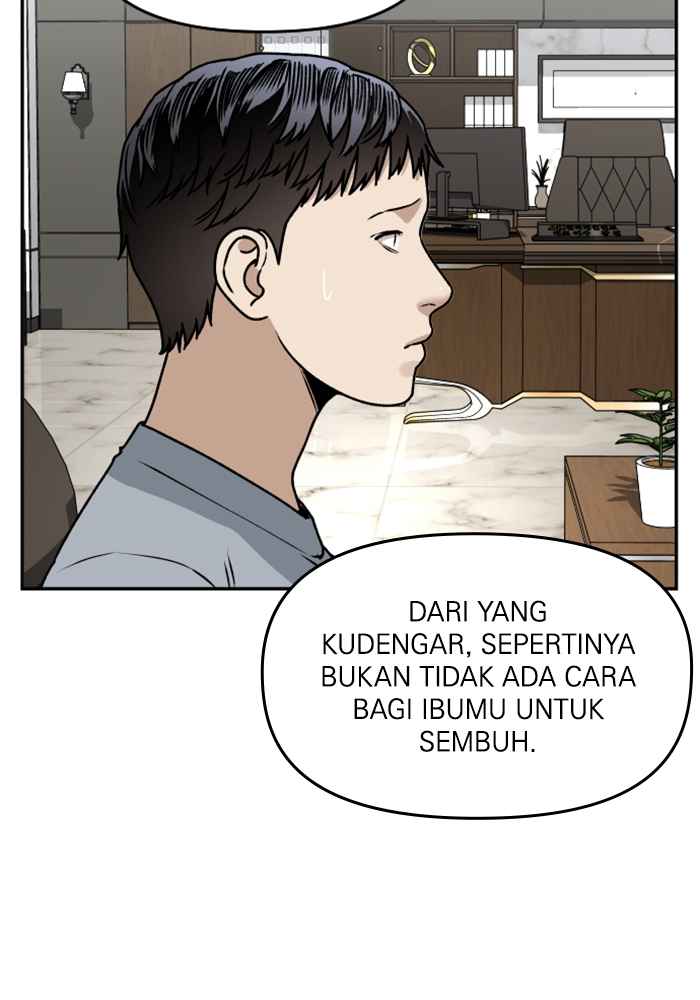 DARI YANG
KUDENGAR, SEPERTINYA
BUKAN TIDAK ADA CARA
BAGI IBUMU UNTUK
SEMBUH.